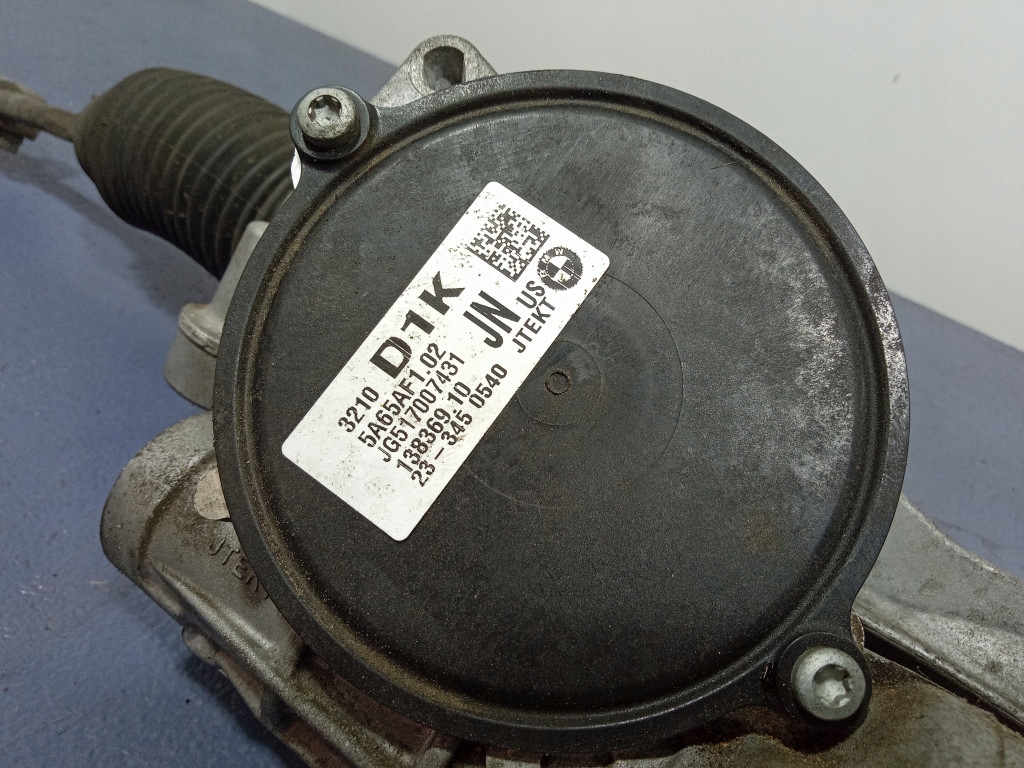 D1K
JN
US
JTEKT
3210
5A65AF1 02
JG517007431
138369 10
23-345 0540